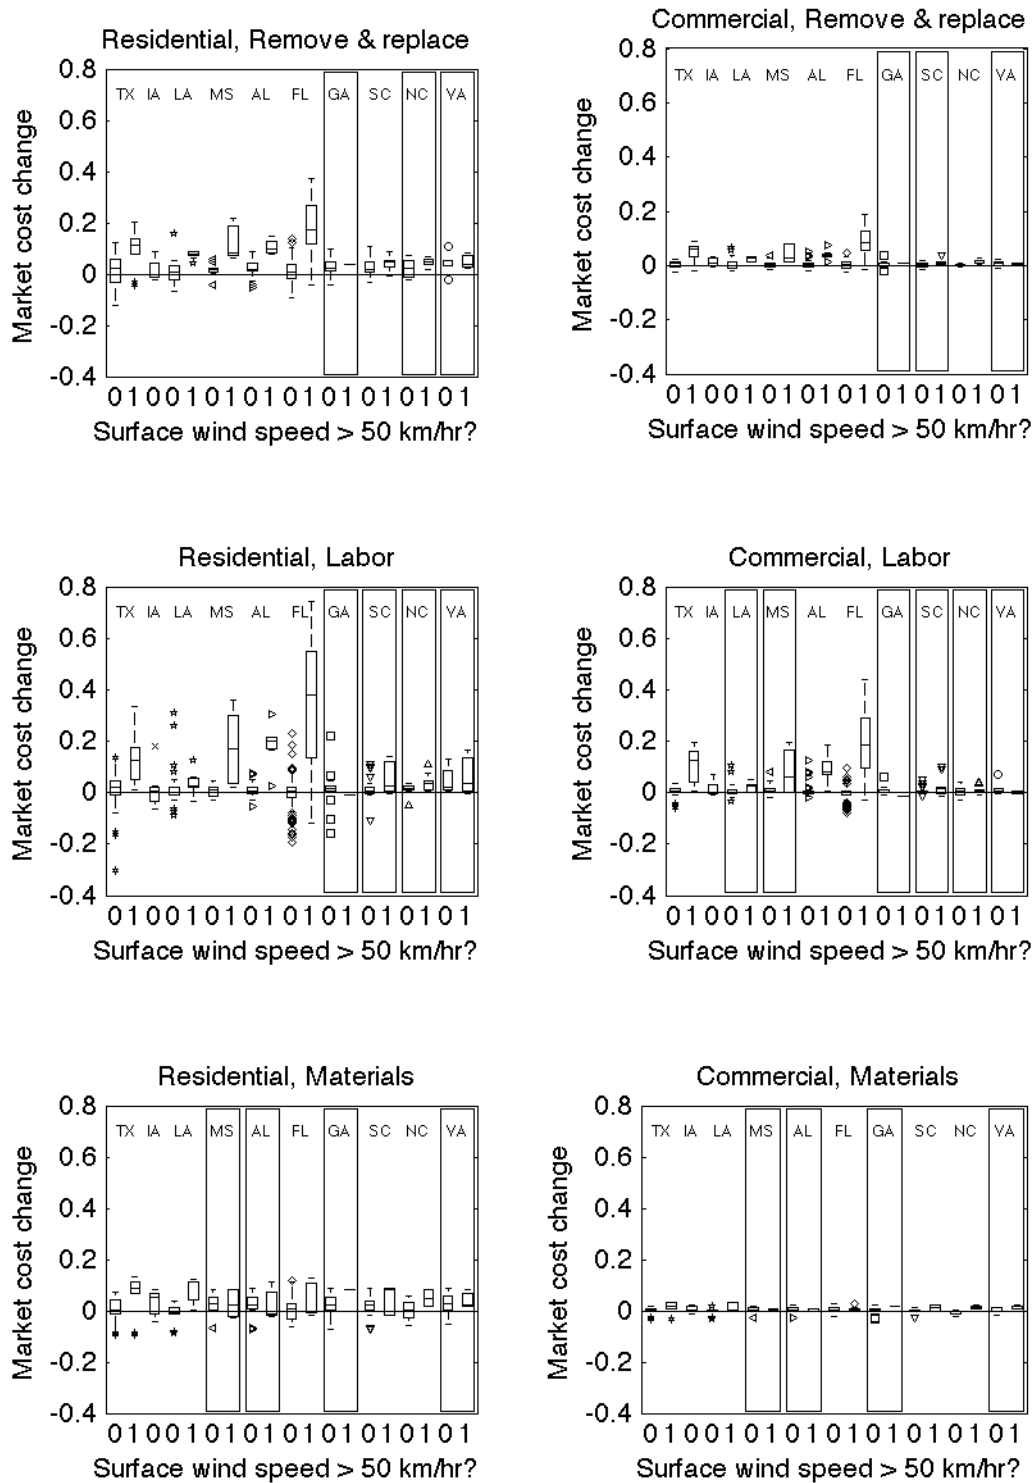 Residential, Remove & replace
Market cost change
0.8
0.6
0.4
0.2
0
-0.2
-0.4
TX IA LA MS AL FL GA SC NC VA
0 1 0 0 1 0 1 0 1 0 1 0 1 0 1 0 1 0 1
Surface wind speed > 50 km/hr?
Commercial, Remove & replace
Market cost change
0.8
0.6
0.4
0.2
0
-0.2
-0.4
TX IA LA MS AL FL GA SC NC VA
0 1 0 0 1 0 1 0 1 0 1 0 1 0 1 0 1 0 1
Surface wind speed > 50 km/hr?
Residential, Labor
Market cost change
0.8
0.6
0.4
0.2
0
-0.2
-0.4
TX IA LA MS AL FL GA SC NC VA
0 1 0 0 1 0 1 0 1 0 1 0 1 0 1 0 1 0 1
Surface wind speed > 50 km/hr?
Commercial, Labor
Market cost change
0.8
0.6
0.4
0.2
0
-0.2
-0.4
TX IA LA MS AL FL GA SC NC VA
0 1 0 0 1 0 1 0 1 0 1 0 1 0 1 0 1 0 1
Surface wind speed > 50 km/hr?
Residential, Materials
Market cost change
0.8
0.6
0.4
0.2
0
-0.2
-0.4
TX IA LA MS AL FL GA SC NC VA
0 1 0 0 1 0 1 0 1 0 1 0 1 0 1 0 1 0 1
Surface wind speed > 50 km/hr?
Commercial, Materials
Market cost change
0.8
0.6
0.4
0.2
0
-0.2
-0.4
TX IA LA MS AL FL GA SC NC VA
0 1 0 0 1 0 1 0 1 0 1 0 1 0 1 0 1 0 1
Surface wind speed > 50 km/hr?